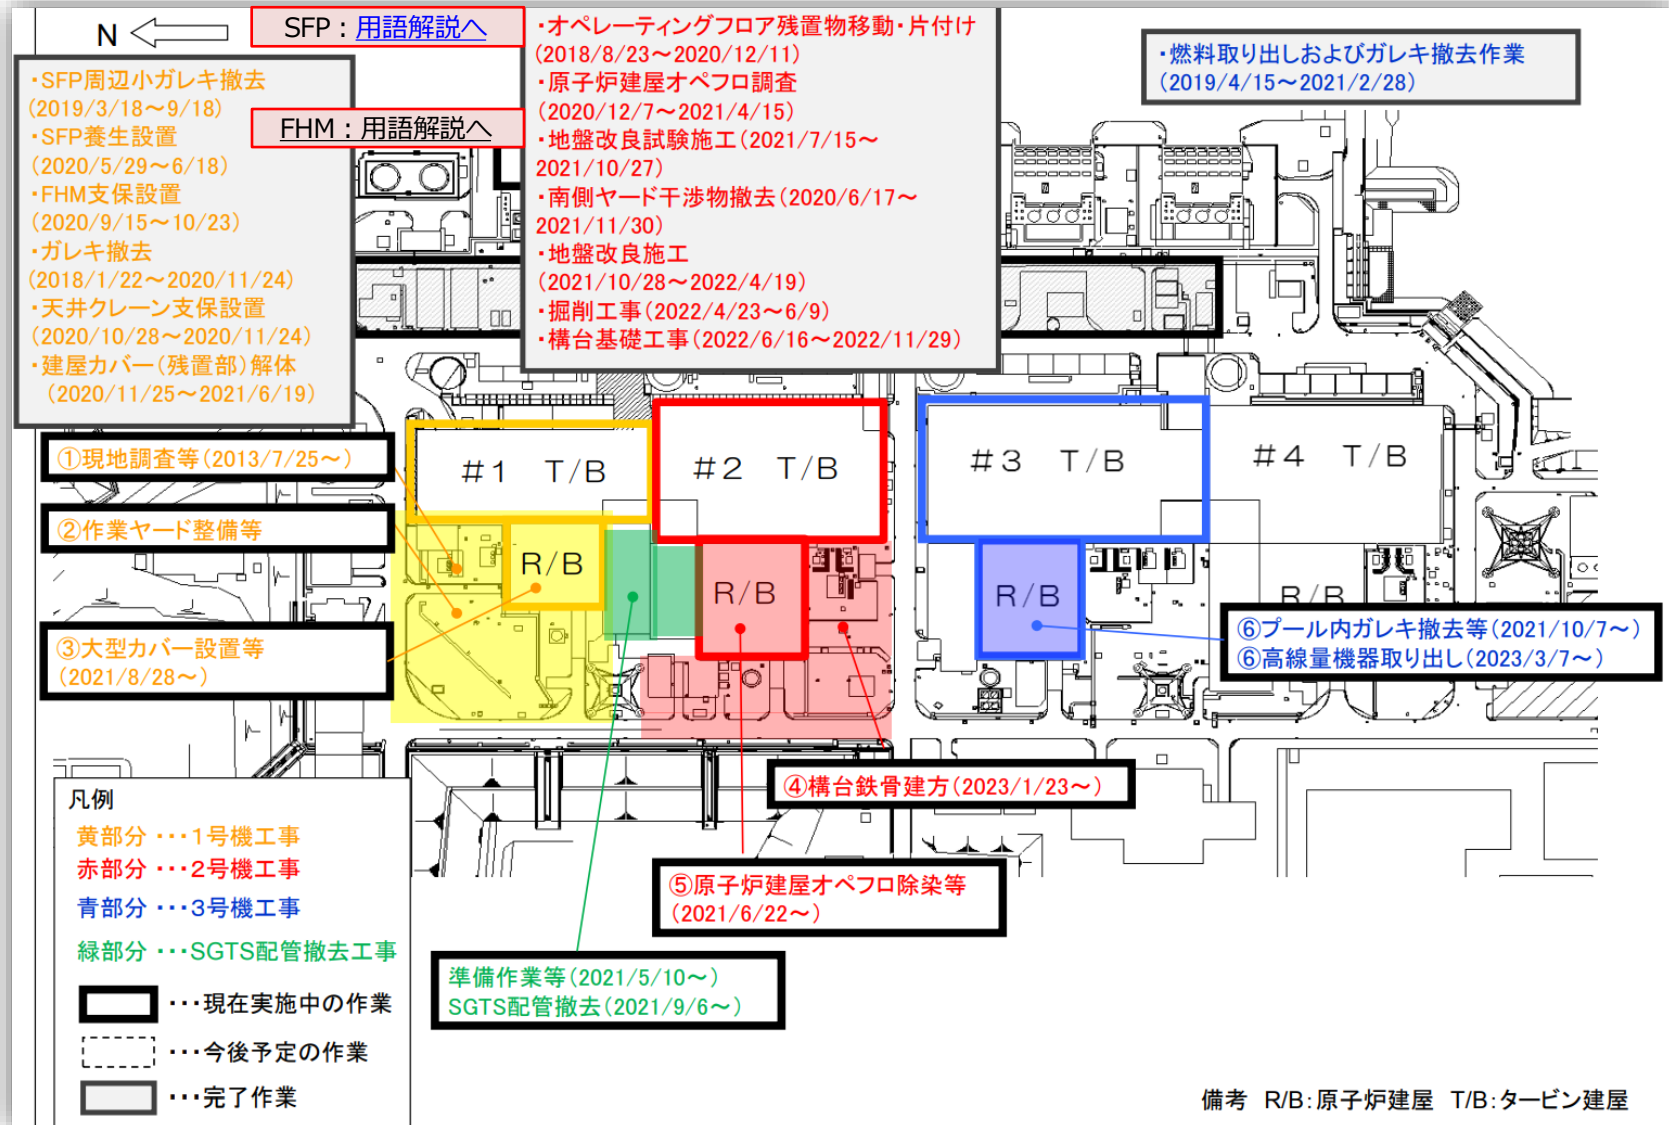 N
SFP：用語解説へ
FHM：用語解説へ
・SFP周辺小ガレキ撤去
(2019/3/18～9/18)
・SFP養生設置
(2020/5/29～6/18)
・FHM支保設置
(2020/9/15～10/23)
・ガレキ撤去
(2018/1/22～2020/11/24)
・天井クレーン支保設置
(2020/10/28～2020/11/24)
・建屋カバー(残置部)解体
(2020/11/25～2021/6/19)
・オペレーティングフロア残置物移動・片付け
(2018/8/23～2020/12/11)
・原子炉建屋オペフロ調査
(2020/12/7～2021/4/15)
・地盤改良試験施工(2021/7/15～
2021/10/27)
・南側ヤード干渉物撤去(2020/6/17～
2021/11/30)
・地盤改良施工
(2021/10/28～2022/4/19)
・掘削工事(2022/4/23～6/9)
・構台基礎工事(2022/6/16～2022/11/29)
・燃料取り出しおよびガレキ撤去作業
(2019/4/15～2021/2/28)
#1 T/B
#2 T/B
#3 T/B
#4 T/B
R/B
R/B
R/B
R/B
①現地調査等(2013/7/25～)
②作業ヤード整備等
③大型カバー設置等
(2021/8/28～)
⑥プール内ガレキ撤去等(2021/10/7～)
⑥高線量機器取り出し(2023/3/7～)
④構台鉄骨建方(2023/1/23～)
⑤原子炉建屋オペフロ除染等
(2021/6/22～)
準備作業等(2021/5/10～)
SGTS配管撤去(2021/9/6～)
凡例
黄部分 ･･･1号機工事
赤部分 ･･･2号機工事
青部分 ･･･3号機工事
緑部分 ･･･SGTS配管撤去工事
･･･現在実施中の作業
･･･今後予定の作業
･･･完了作業
備考 R/B:原子炉建屋 T/B:タービン建屋